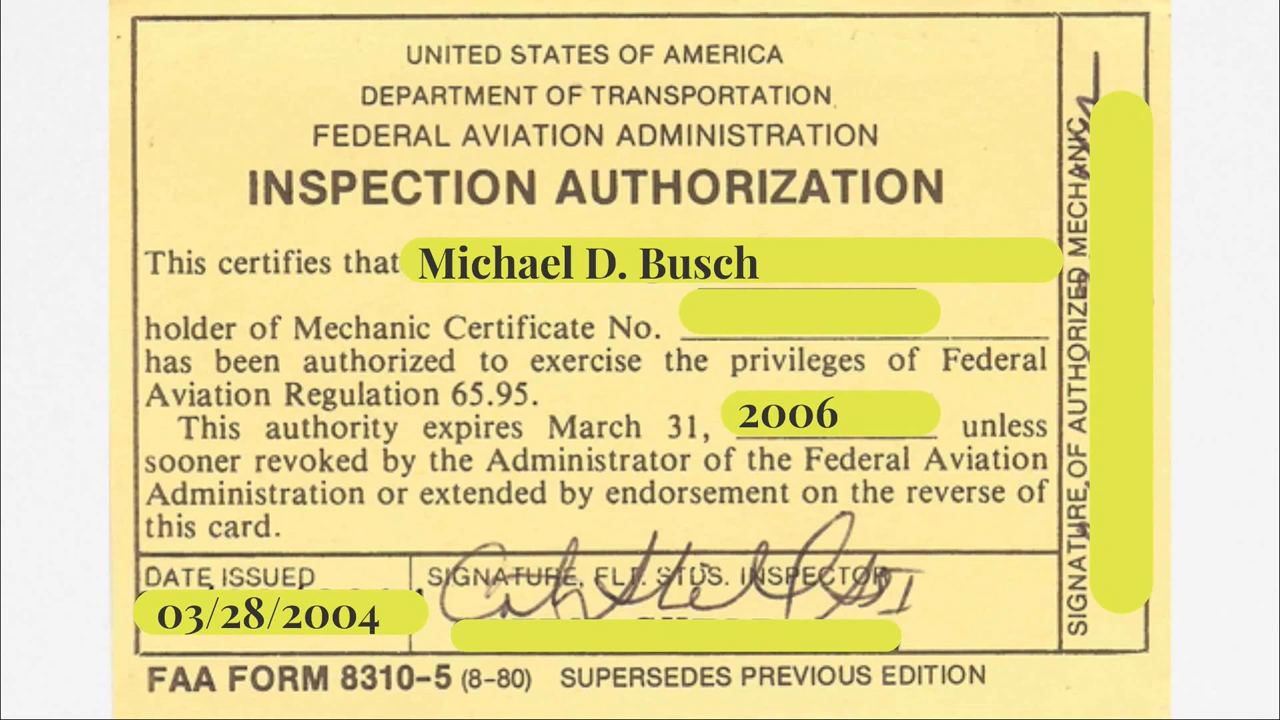 UNITED STATES OF AMERICA
DEPARTMENT OF TRANSPORTATION
FEDERAL AVIATION ADMINISTRATION
INSPECTION AUTHORIZATION
This certifies that Michael D. Busch
holder of Mechanic Certificate No.
has been authorized to exercise the privileges of Federal
Aviation Regulation 65.95.
This authority expires March 31, 2006 unless
sooner revoked by the Administrator of the Federal Aviation
Administration or extended by endorsement on the reverse of
this card.
DATE ISSUED
03/28/2004
SIGNATURE, FLT. STDS. INSPECTOR
FAA FORM 8310-5 (8-80) SUPERSEDES PREVIOUS EDITION
SIGNATURE OF AUTHORIZED MECHANIC